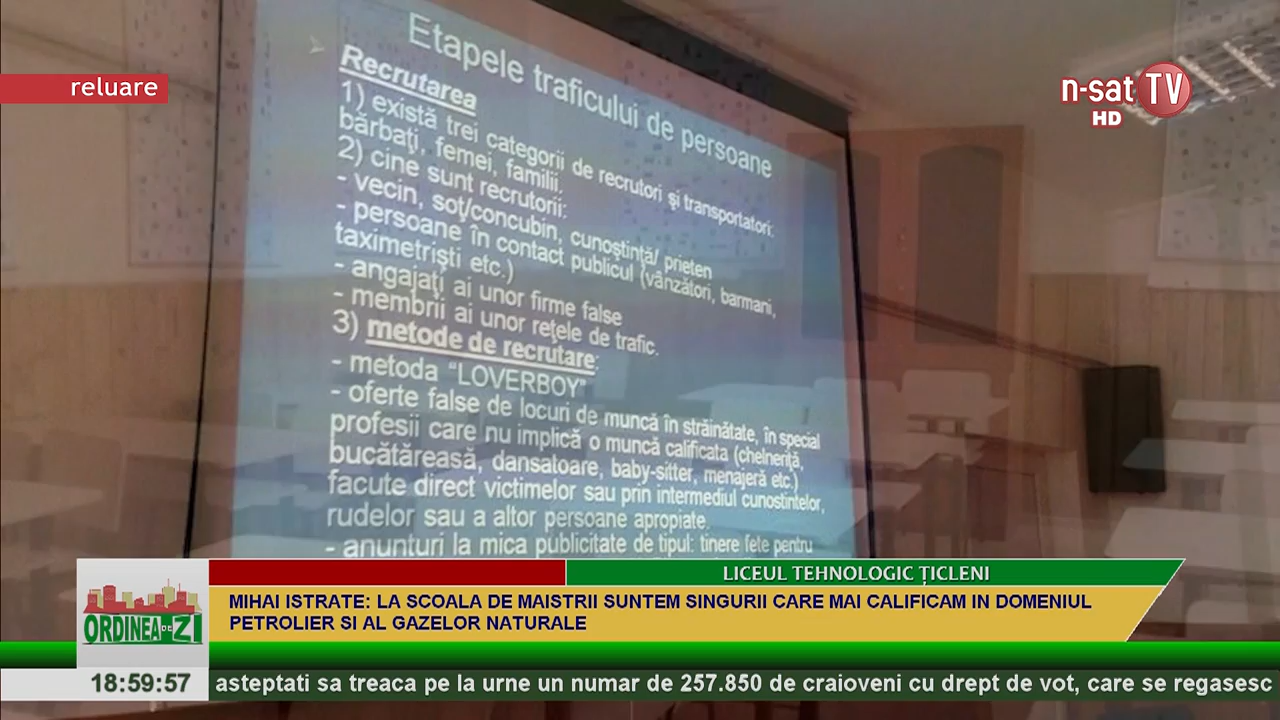 reluare
n-sat TV
HD
Etapele traficului de persoane
Recrutarea
1) există trei categorii de recrutori şi transportatori:
bărbaţi, femei, familii.
2) cine sunt recrutorii:
- vecin, soţ/concubin, cunoştinţă/ prieten
- persoane în contact publicul (vânzători, barmani,
taximetrişti etc.)
- angajaţi ai unor firme false
- membrii ai unor reţele de trafic.
3) metode de recrutare:
- metoda “LOVERBOY”
- oferte false de locuri de muncă în străinătate, în special
profesii care nu implică o muncă calificata (chelneriţă,
bucătărească, dansatoare, baby-sitter, menajeră etc.)
facute direct victimelor sau prin intermediul cunostintelor,
rudelor sau a altor persoane apropiate.
- anunturi la mica publicitate de tipul: tinere fete pentru
LICEUL TEHNOLOGIC ȚICLENI
ORDINEA DE ZI
MIHAI ISTRATE: LA SCOALA DE MAISTRII SUNTEM SINGURII CARE MAI CALIFICAM IN DOMENIUL
PETROLIER SI AL GAZELOR NATURALE
18:59:57
asteptati sa treaca pe la urne un numar de 257.850 de craioveni cu drept de vot, care se regasesc